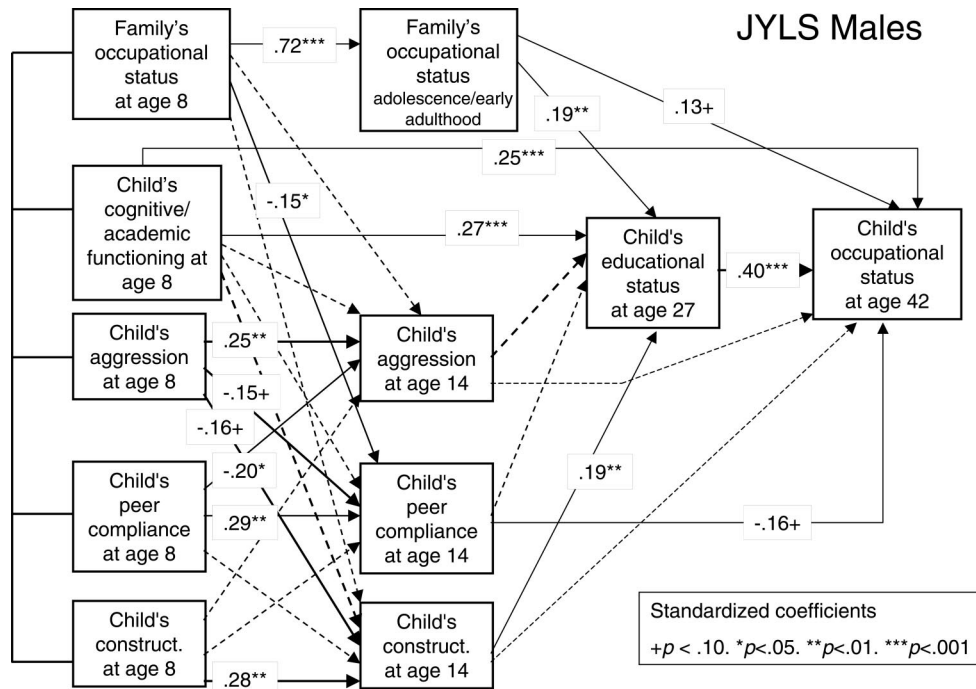 JYLS Males
Family's
occupational
status
at age 8
.72***
Family's
occupational
status
adolescence/early
adulthood
.19**
.13+
.25***
Child's
cognitive/
academic
functioning at
age 8
-.15*
.27***
Child's
educational
status
at age 27
.40***
Child's
occupational
status
at age 42
Child's
aggression
at age 8
.25**
-.15+
-.16+
Child's
aggression
at age 14
Child's
peer
compliance
at age 8
-.20*
.29**
Child's
peer
compliance
at age 14
.19**
-.16+
Child's
construct.
at age 8
.28**
Child's
construct.
at age 14
Standardized coefficients
+p < .10. *p<.05. **p<.01. ***p<.001